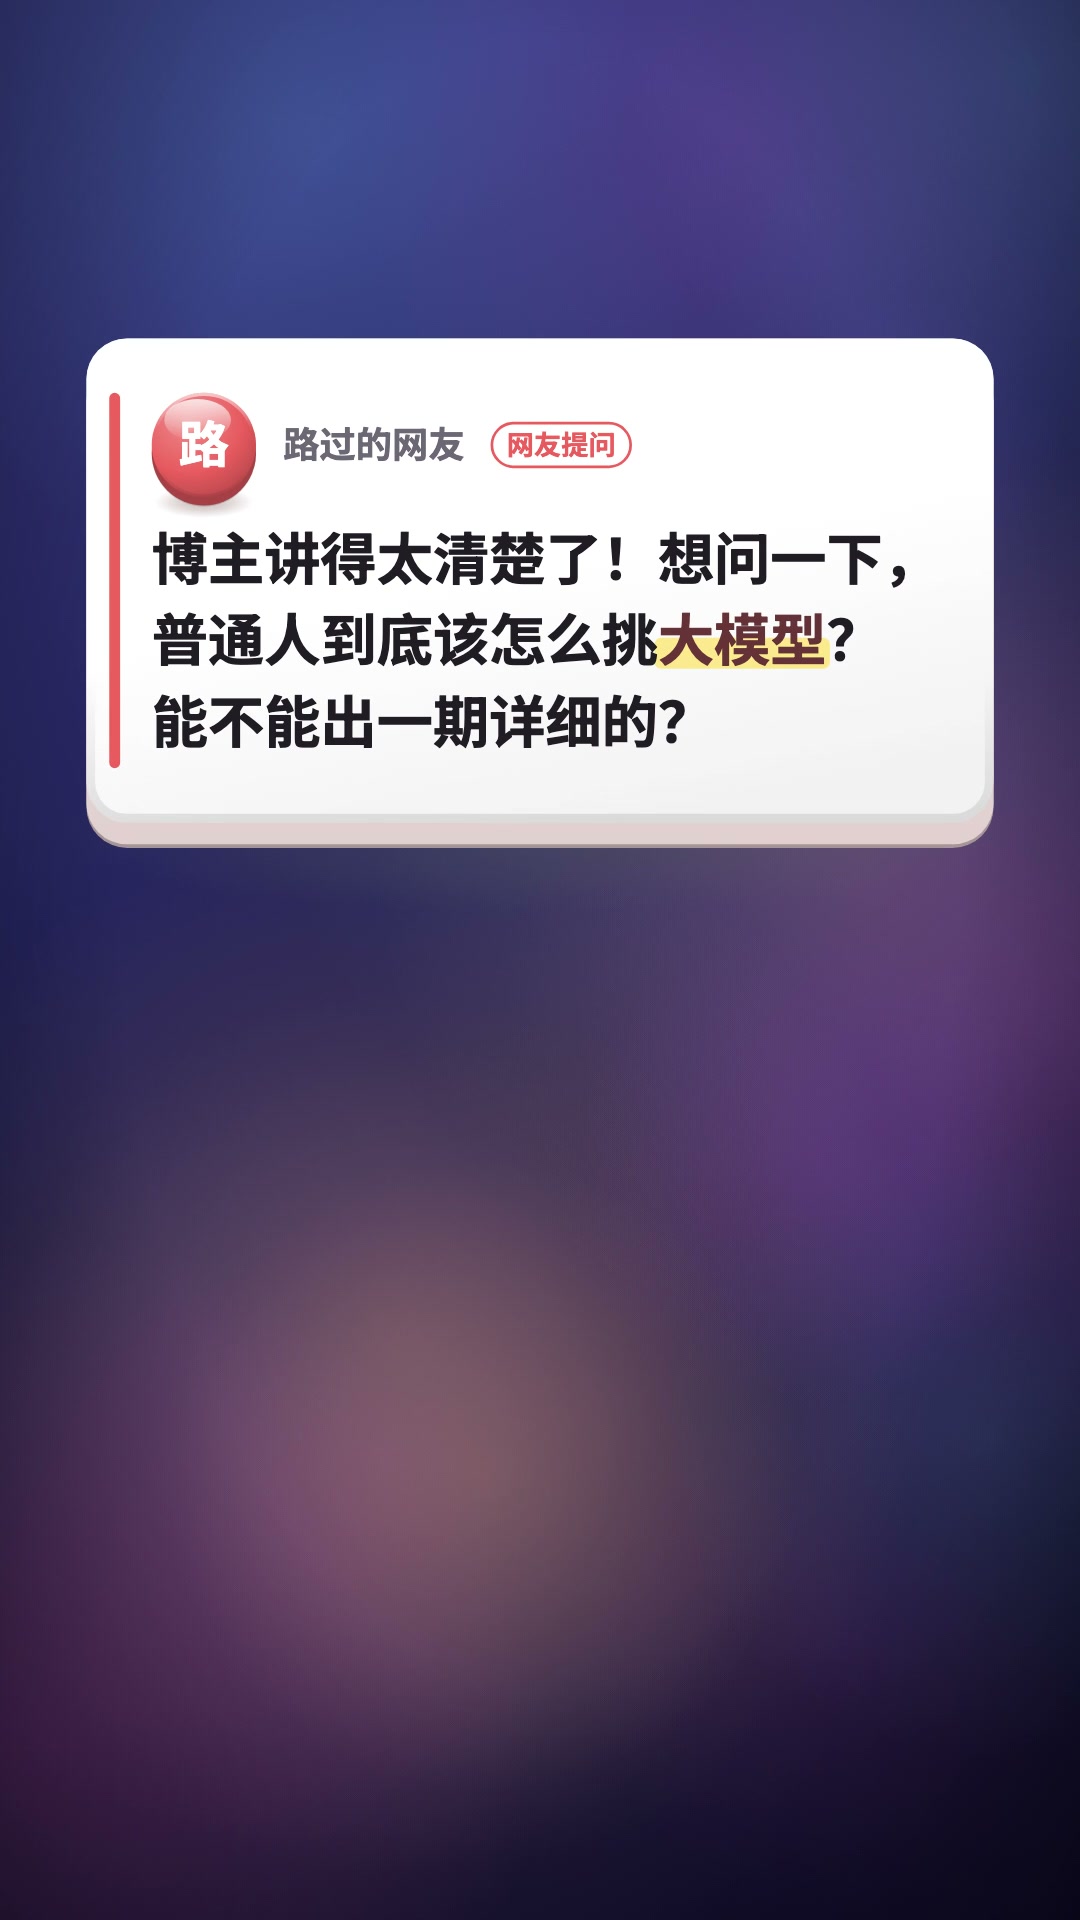 路
路过的网友
网友提问
博主讲得太清楚了！想问一下，
普通人到底该怎么挑大模型？
能不能出一期详细的？